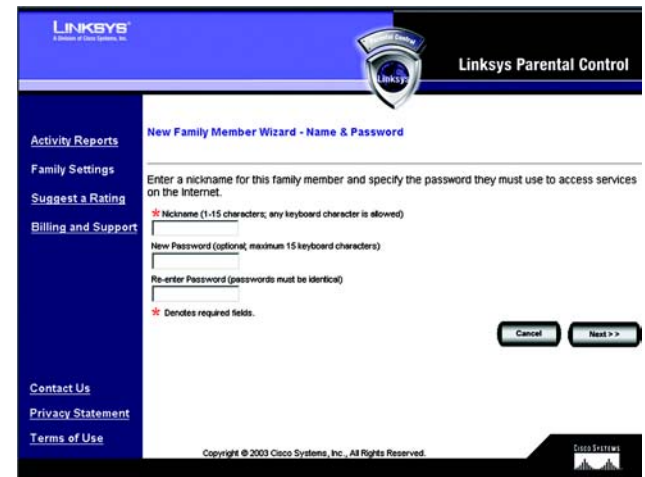 LINKSYS®
A Division of Cisco Systems, Inc.
Parental Control
Linksys
Linksys Parental Control
Activity Reports
Family Settings
Suggest a Rating
Billing and Support
New Family Member Wizard - Name & Password
Enter a nickname for this family member and specify the password they must use to access services
on the Internet.
* Nickname (1-15 characters; any keyboard character is allowed)
New Password (optional; maximum 15 keyboard characters)
Re-enter Password (passwords must be identical)
* Denotes required fields.
Cancel
Next >>
Contact Us
Privacy Statement
Terms of Use
Copyright © 2003 Cisco Systems, Inc., All Rights Reserved.
CISCO SYSTEMS